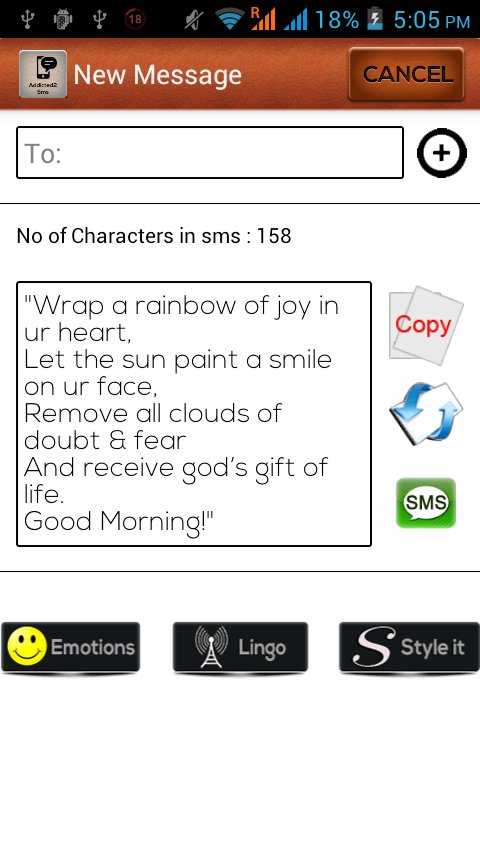 18 R 18% 5:05 PM
Addicted2
Sms
New Message
CANCEL
To:
No of Characters in sms : 158
"Wrap a rainbow of joy in
ur heart,
Let the sun paint a smile
on ur face,
Remove all clouds of
doubt & fear
And receive god's gift of
life.
Good Morning!"
Copy
SMS
Emotions
Lingo
Style it